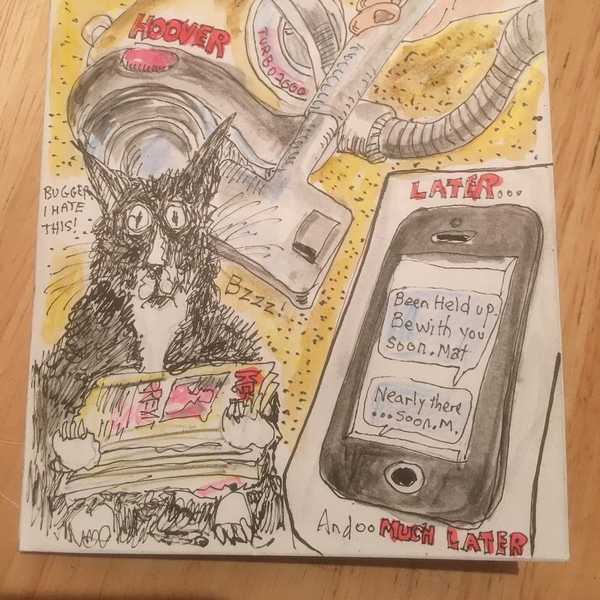 HOOVER
TURBO 2600
BUGGER
I HATE
THIS!
BZZZ!
LATER...
Been Held up.
Be with you
soon. Mat
Nearly there
...soon. M.
And oo MUCH LATER